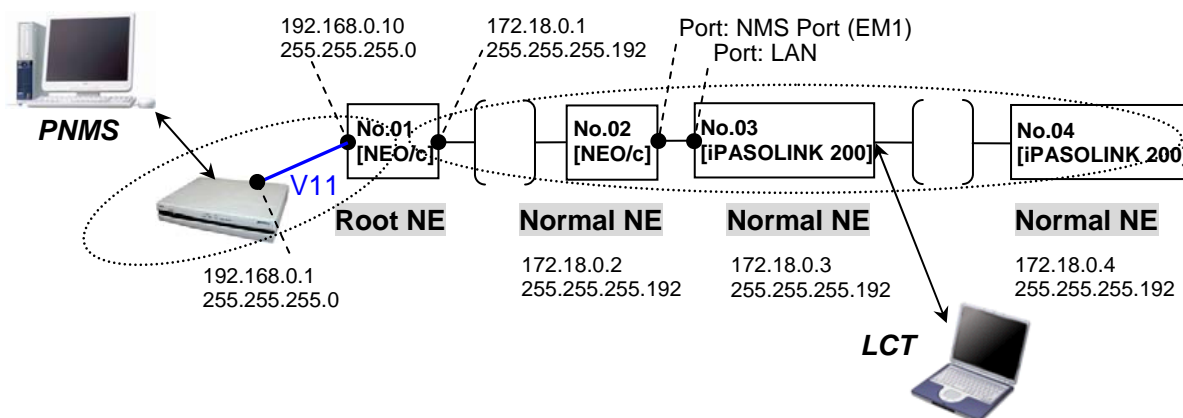 192.168.0.10
255.255.255.0
172.18.0.1
255.255.255.192
Port: NMS Port (EM1)
Port: LAN
PNMS
No.01
[NEO/c]
No.02
[NEO/c]
No.03
[iPASOLINK 200]
No.04
[iPASOLINK 200]
V11
Root NE
Normal NE
Normal NE
Normal NE
192.168.0.1
255.255.255.0
172.18.0.2
255.255.255.192
172.18.0.3
255.255.255.192
172.18.0.4
255.255.255.192
LCT